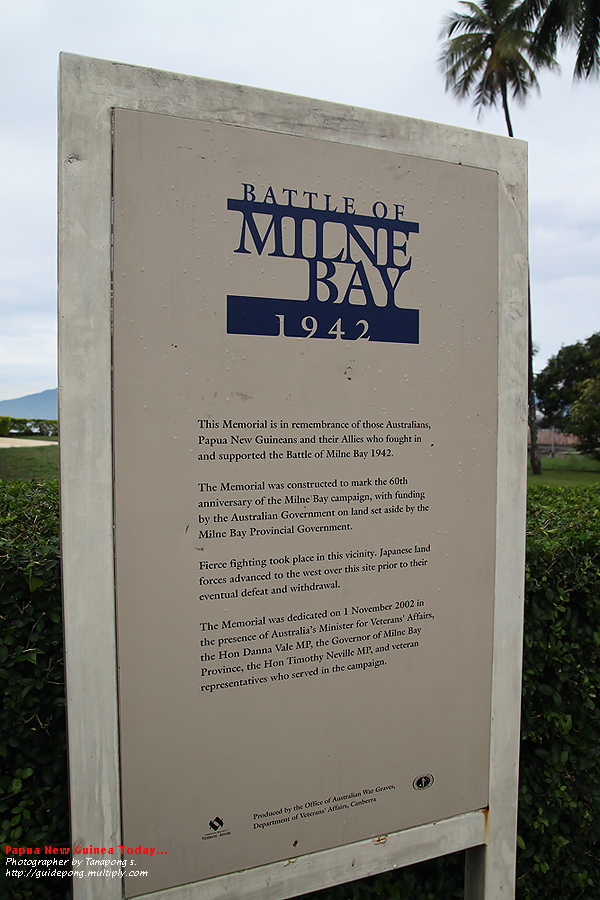 BATTLE OF
MILNE
BAY
1942
This Memorial is in remembrance of those Australians,
Papua New Guineans and their Allies who fought in
and supported the Battle of Milne Bay 1942.
The Memorial was constructed to mark the 60th
anniversary of the Milne Bay campaign, with funding
by the Australian Government on land set aside by the
Milne Bay Provincial Government.
Fierce fighting took place in this vicinity. Japanese land
forces advanced to the west over this site prior to their
eventual defeat and withdrawal.
The Memorial was dedicated on 1 November 2002 in
the presence of Australia's Minister for Veterans' Affairs,
the Hon Danna Vale MP, the Governor of Milne Bay
Province, the Hon Timothy Neville MP, and veteran
representatives who served in the campaign.
Produced by the Office of Australian War Graves,
Department of Veterans' Affairs, Canberra
Veterans' Affairs
Papua New Guinea Today...
Photographer by Tanapong s.
http://guidepong.multiply.com